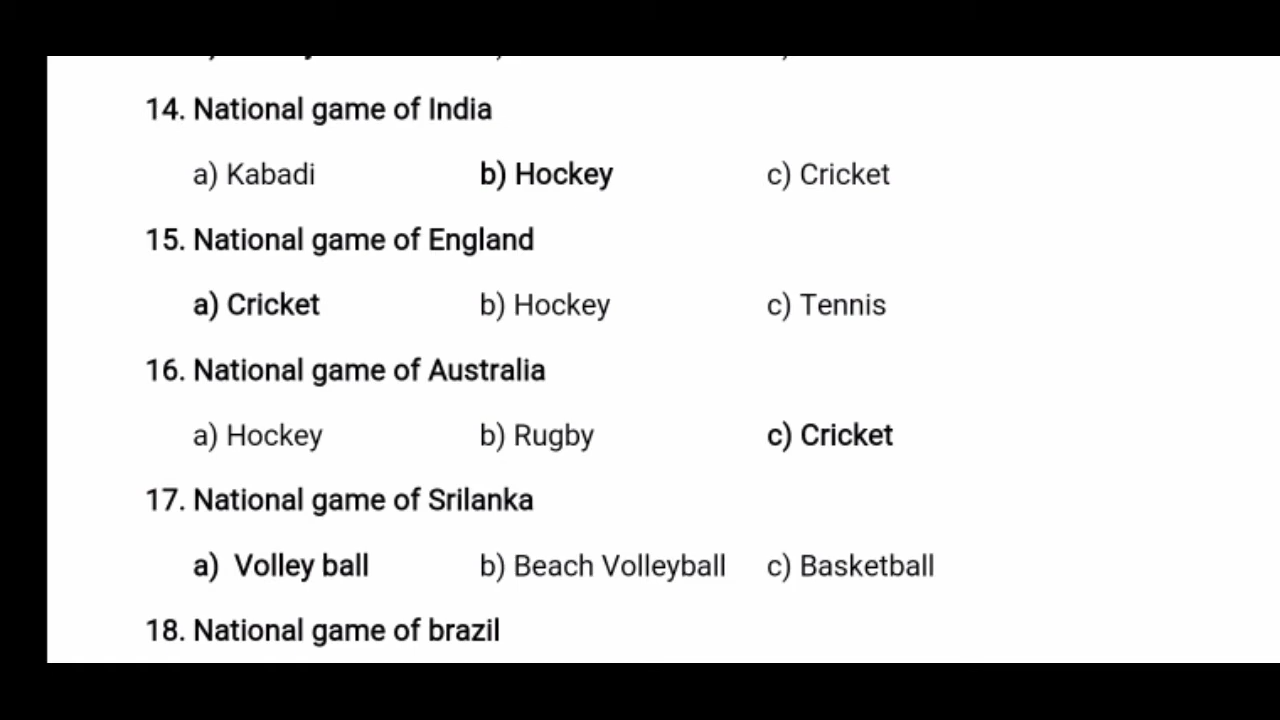 14. National game of India
a) Kabadi b) Hockey c) Cricket
15. National game of England
a) Cricket b) Hockey c) Tennis
16. National game of Australia
a) Hockey b) Rugby c) Cricket
17. National game of Srilanka
a) Volley ball b) Beach Volleyball c) Basketball
18. National game of brazil